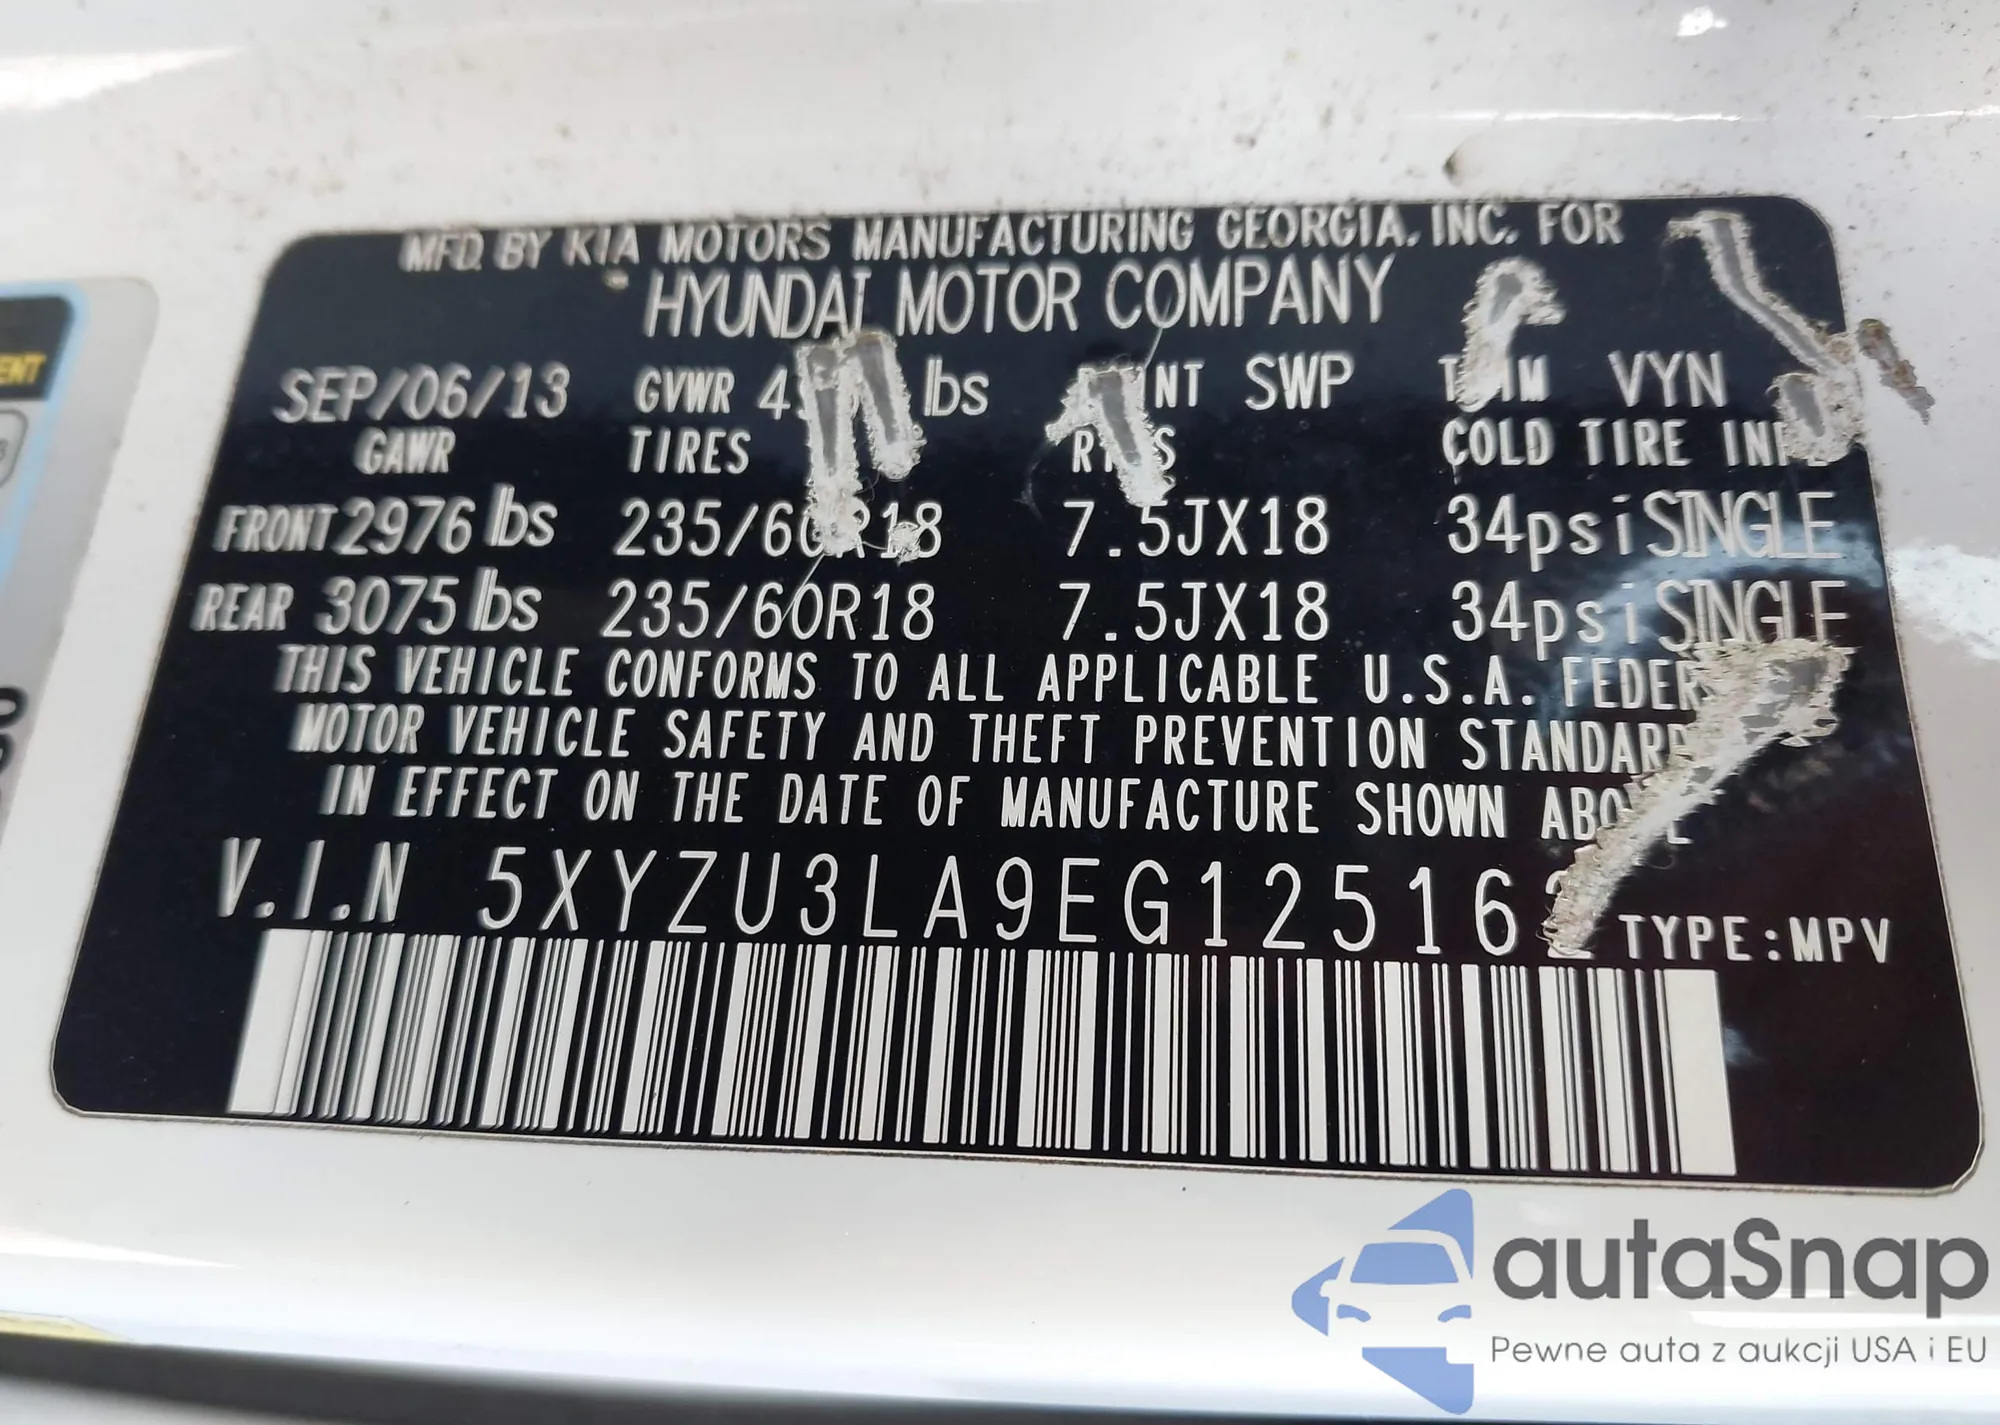 MFD. BY KIA MOTORS MANUFACTURING GEORGIA, INC. FOR
HYUNDAI MOTOR COMPANY
SEP/06/13 GVWR lbs SWP VYN
GAWR TIRES COLD TIRE
FRONT 2976 lbs 235/60R18 7.5JX18 34psi SINGLE
REAR 3075 lbs 235/60R18 7.5JX18 34psi SINGLE
THIS VEHICLE CONFORMS TO ALL APPLICABLE U.S.A.
MOTOR VEHICLE SAFETY AND THEFT PREVENTION
IN EFFECT ON THE DATE OF MANUFACTURE SHOWN
V.I.N TYPE:MPV
ENT
autaSnap
Pewne auta z aukcji USA i EU